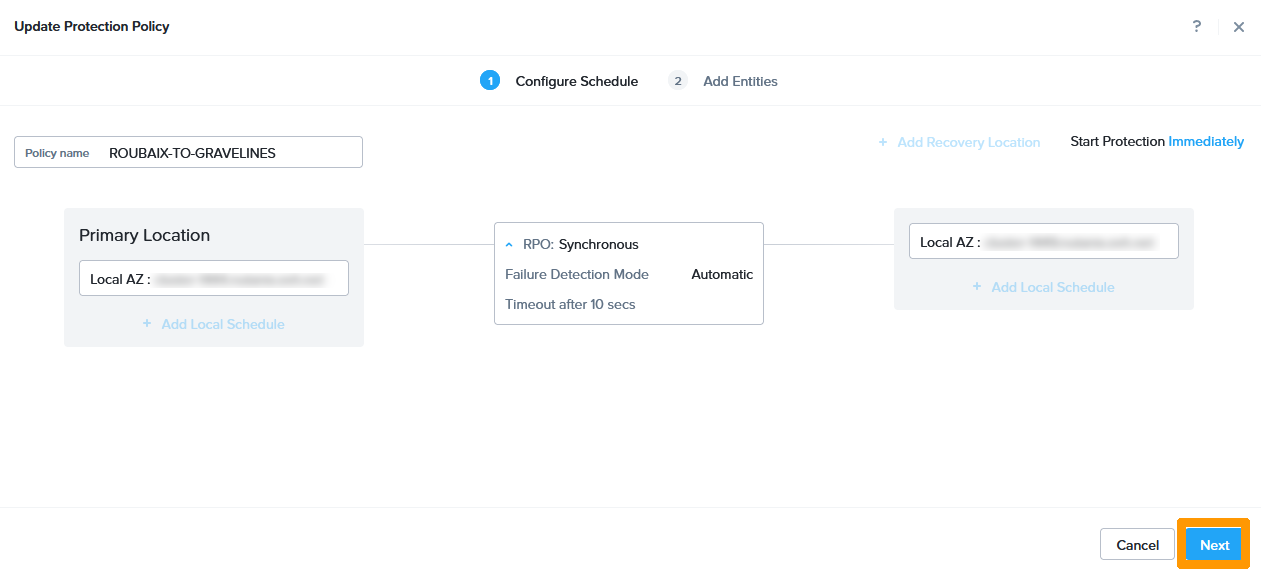 Update Protection Policy
?
1 Configure Schedule 2 Add Entities
Policy name ROUBAIX-TO-GRAVELINES
+ Add Recovery Location
Start Protection Immediately
Primary Location
Local AZ :
+ Add Local Schedule
RPO: Synchronous
Failure Detection Mode Automatic
Timeout after 10 secs
Local AZ :
+ Add Local Schedule
Cancel
Next